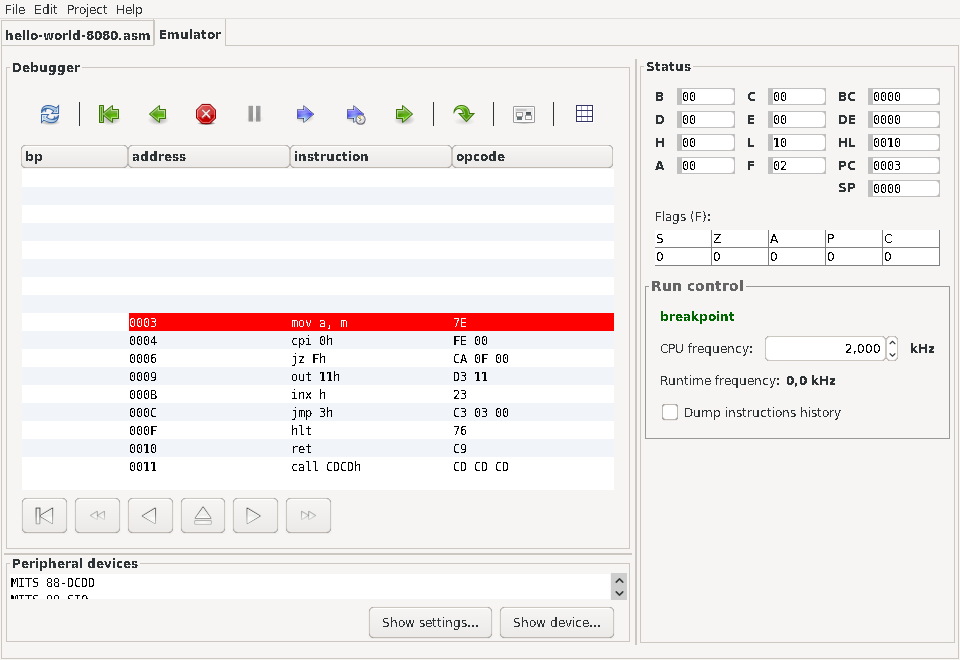 File Edit Project Help
hello-world-8080.asm Emulator
Debugger
bp address instruction opcode
0003 mov a, m 7E
0004 cpi 0h FE 00
0006 jz Fh CA 0F 00
0009 out 11h D3 11
000B inx h 23
000C jmp 3h C3 03 00
000F hlt 76
0010 ret C9
0011 call CDCDh CD CD CD
Peripheral devices
MITS 88-DCDD
MITS 88-SIO
Show settings... Show device...
Status
B 00 C 00 BC 0000
D 00 E 00 DE 0000
H 00 L 10 HL 0010
A 00 F 02 PC 0003
SP 0000
Flags (F):
S Z A P C
0 0 0 0 0
Run control
breakpoint
CPU frequency: 2,000 kHz
Runtime frequency: 0,0 kHz
Dump instructions history